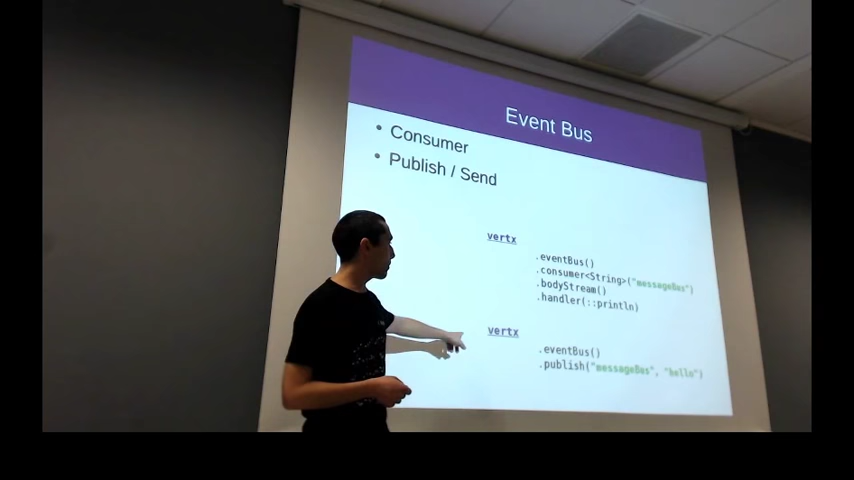 Event Bus
• Consumer
• Publish / Send
vertx
.eventBus()
.consumer<String>("messageBus")
.bodyStream()
.handler(::println)
vertx
.eventBus()
.publish("messageBus", "hello")